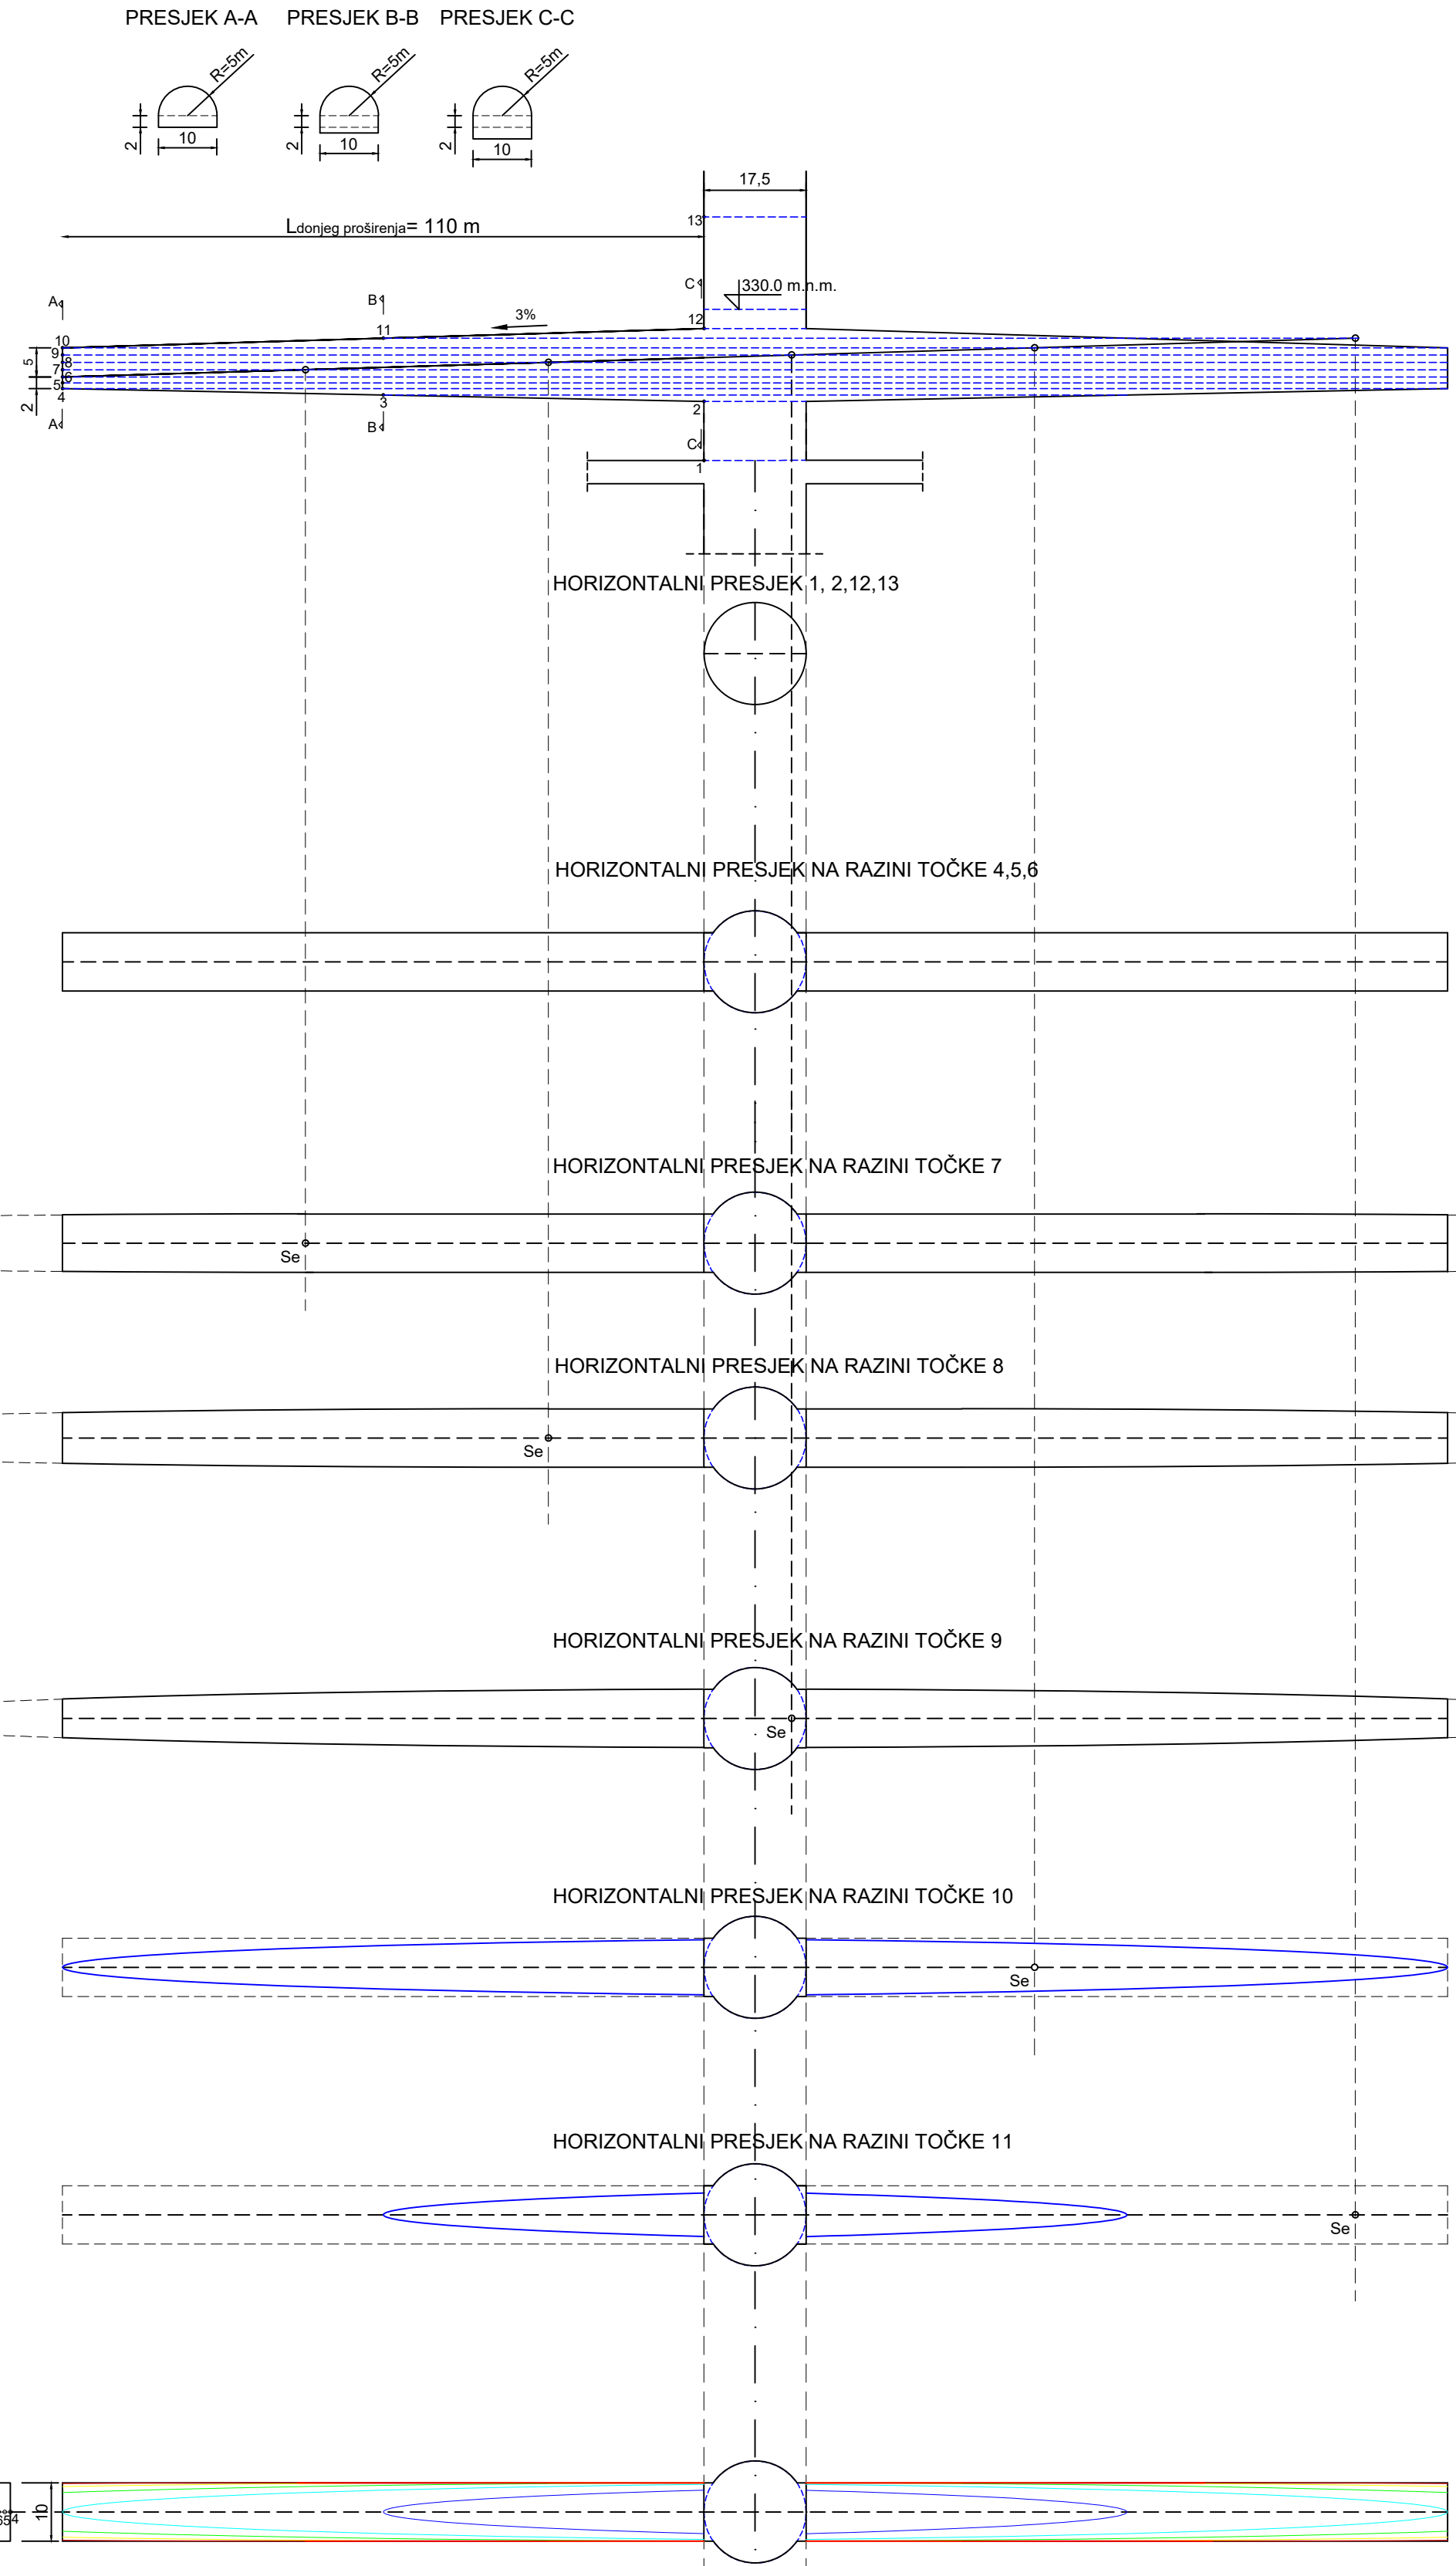 PRESJEK A-A PRESJEK B-B PRESJEK C-C
R=5m R=5m R=5m
2 10 2 10 2 10
17,5
13
Ldonjeg proširenja= 110 m
C
330.0 m.n.m.
A B
3%
12
11
10
9
8
7
6
5
4
5
2
3
2
A B C
1
HORIZONTALNI PRESJEK 1, 2,12,13
HORIZONTALNI PRESJEK NA RAZINI TOČKE 4,5,6
HORIZONTALNI PRESJEK NA RAZINI TOČKE 7
Se
HORIZONTALNI PRESJEK NA RAZINI TOČKE 8
Se
HORIZONTALNI PRESJEK NA RAZINI TOČKE 9
Se
HORIZONTALNI PRESJEK NA RAZINI TOČKE 10
Se
HORIZONTALNI PRESJEK NA RAZINI TOČKE 11
Se
10